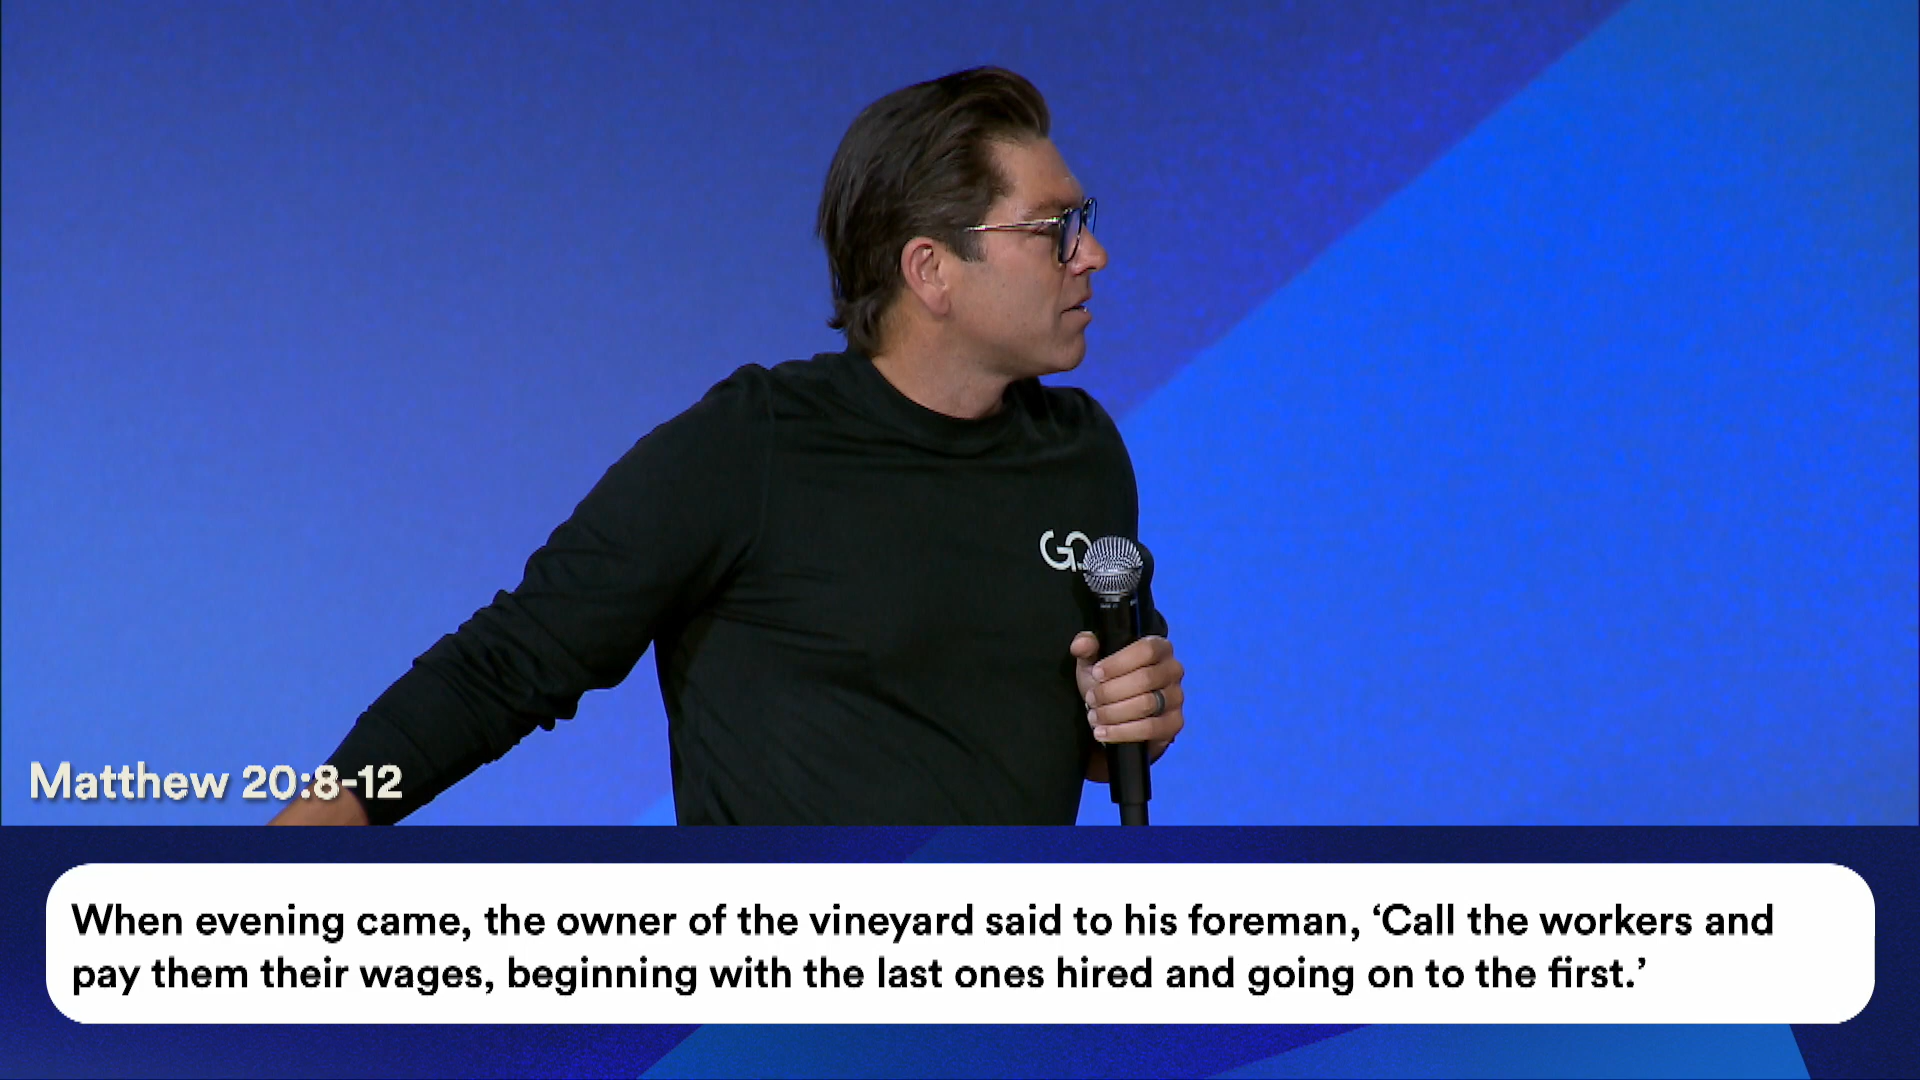 GO
Matthew 20:8-12
When evening came, the owner of the vineyard said to his foreman, ‘Call the workers and
pay them their wages, beginning with the last ones hired and going on to the first.’